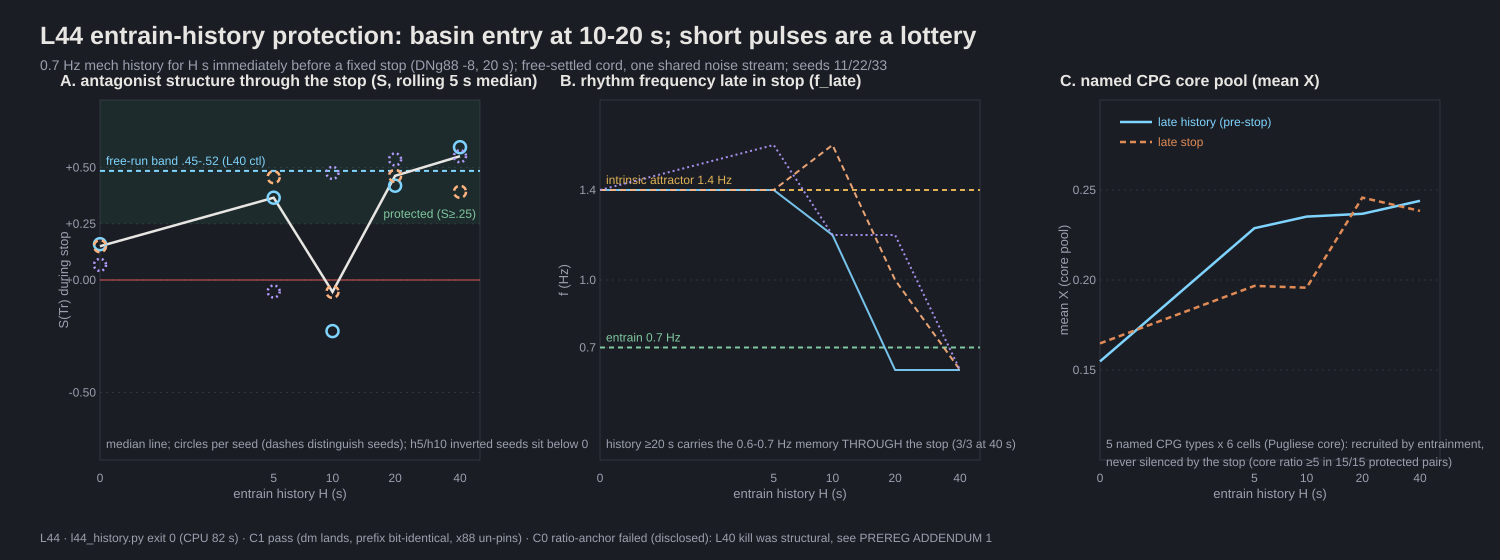 L44 entrain-history protection: basin entry at 10-20 s; short pulses are a lottery
0.7 Hz mech history for H s immediately before a fixed stop (DNg88 -8, 20 s); free-settled cord, one shared noise stream; seeds 11/22/33
A. antagonist structure through the stop (S, rolling 5 s median)
free-run band .45-.52 (L40 ctl)
protected (S≥.25)
+0.50
+0.25
+0.00
-0.50
S(Tr) during stop
median line; circles per seed (dashes distinguish seeds); h5/h10 inverted seeds sit below 0
0 5 10 20 40
entrain history H (s)
B. rhythm frequency late in stop (f_late)
intrinsic attractor 1.4 Hz
entrain 0.7 Hz
1.4
1.0
0.7
f (Hz)
history ≥20 s carries the 0.6-0.7 Hz memory THROUGH the stop (3/3 at 40 s)
0 5 10 20 40
entrain history H (s)
C. named CPG core pool (mean X)
late history (pre-stop)
late stop
0.25
0.20
0.15
mean X (core pool)
5 named CPG types x 6 cells (Pugliese core): recruited by entrainment,
never silenced by the stop (core ratio ≥5 in 15/15 protected pairs)
0 5 10 20 40
entrain history H (s)
L44 · l44_history.py exit 0 (CPU 82 s) · C1 pass (dm lands, prefix bit-identical, x88 un-pins) · C0 ratio-anchor failed (disclosed): L40 kill was structural, see PREREG ADDENDUM 1